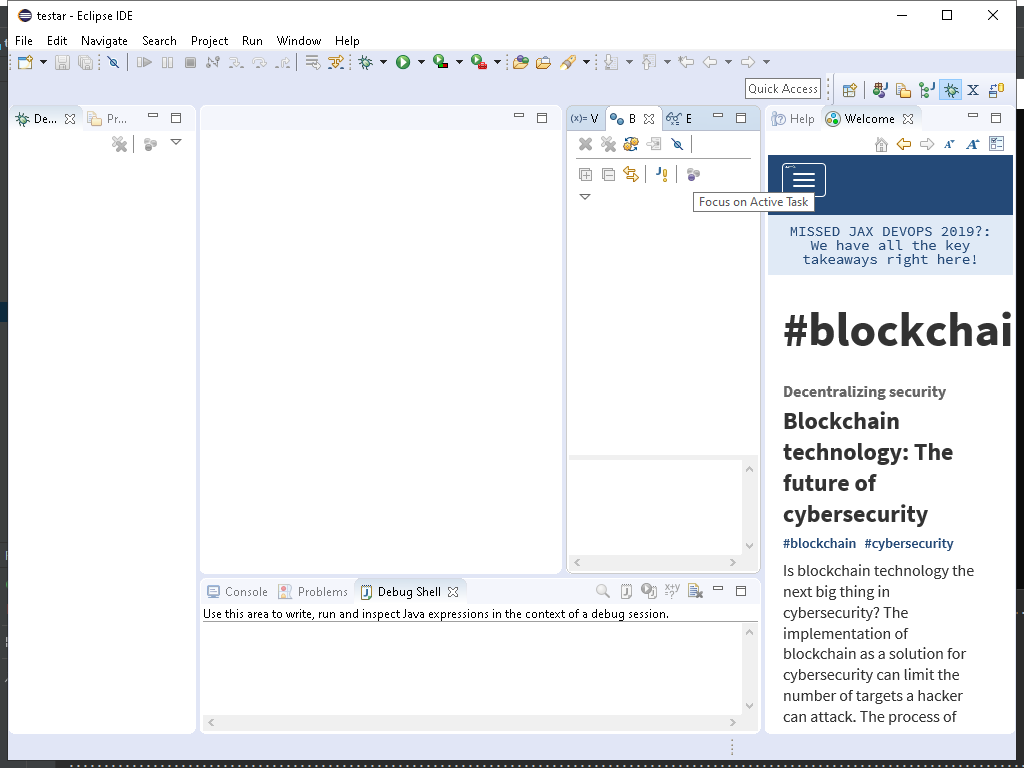 testar - Eclipse IDE
File Edit Navigate Search Project Run Window Help
Quick Access
De...
Pr...
(x)= V
B
E
Help
Welcome
Focus on Active Task
MISSED JAX DEVOPS 2019?:
We have all the key
takeaways right here!
#blockchai
Decentralizing security
Blockchain
technology: The
future of
cybersecurity
#blockchain #cybersecurity
Is blockchain technology the
next big thing in
cybersecurity? The
implementation of
blockchain as a solution for
cybersecurity can limit the
number of targets a hacker
can attack. The process of
Console Problems Debug Shell
Use this area to write, run and inspect Java expressions in the context of a debug session.